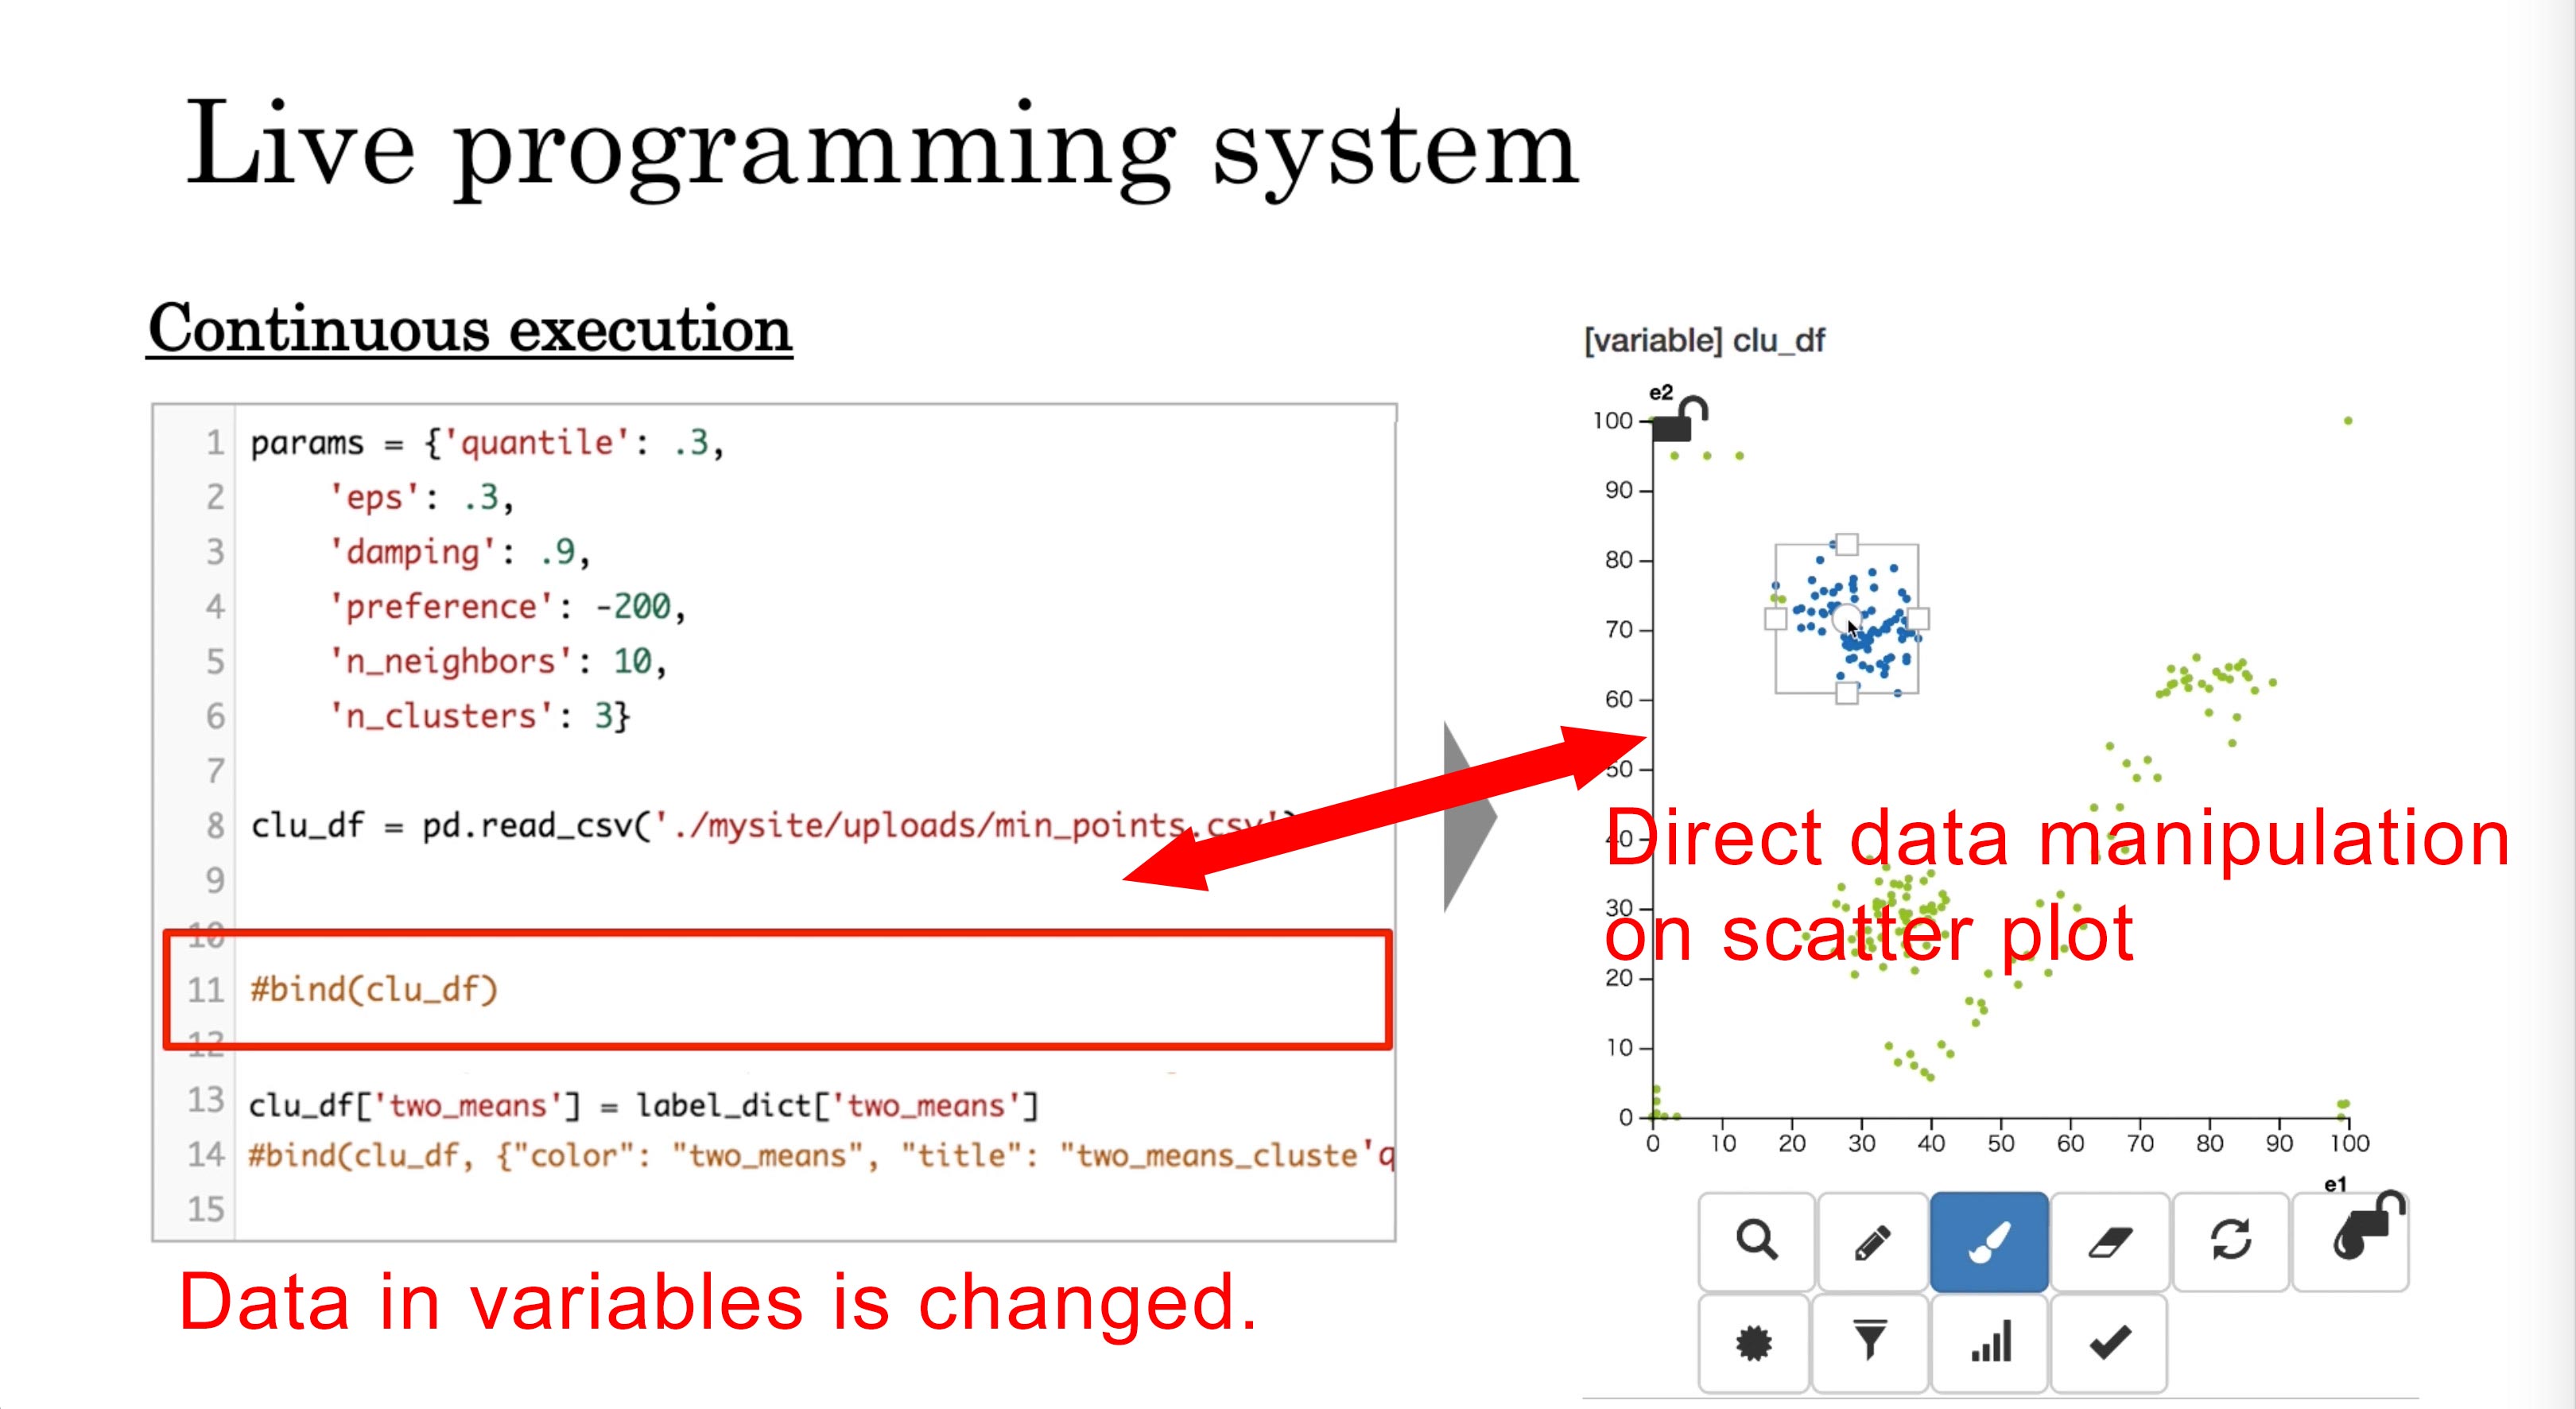 Live programming system
Continuous execution
1 params = {'quantile': .3,
2 'eps': .3,
3 'damping': .9,
4 'preference': -200,
5 'n_neighbors': 10,
6 'n_clusters': 3}
7
8 clu_df = pd.read_csv('./mysite/uploads/min_points.csv')
9
10
11 #bind(clu_df)
12
13 clu_df['two_means'] = label_dict['two_means']
14 #bind(clu_df, {"color": "two_means", "title": "two_means_cluste'q
15
Data in variables is changed.
[variable] clu_df
e2
100
90
80
70
60
50
40
30
20
10
0
0 10 20 30 40 50 60 70 80 90 100
e1
Direct data manipulation
on scatter plot